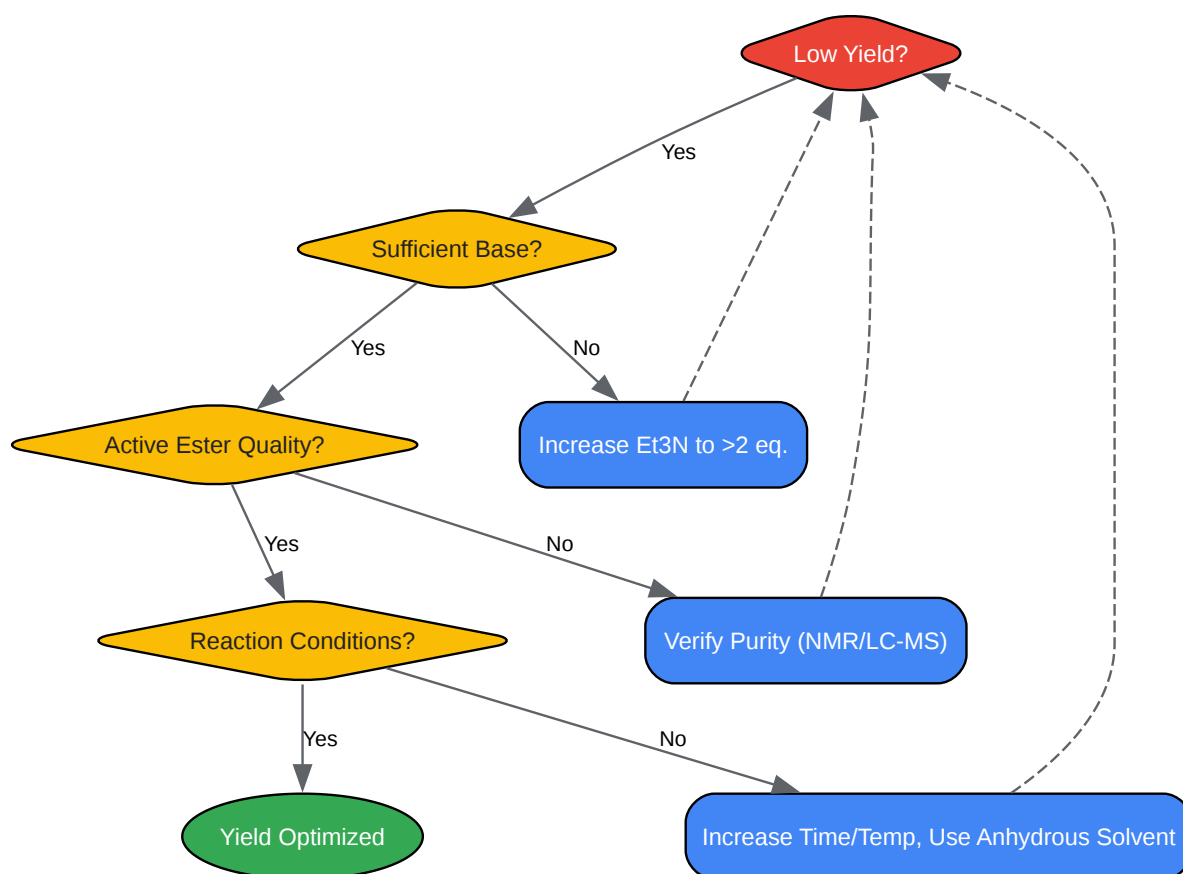 Low Yield?
Yes
Sufficient Base?
Yes
No
Active Ester Quality?
Increase Et3N to >2 eq.
Yes
No
Reaction Conditions?
Verify Purity (NMR/LC-MS)
Yes
No
Yield Optimized
Increase Time/Temp, Use Anhydrous Solvent